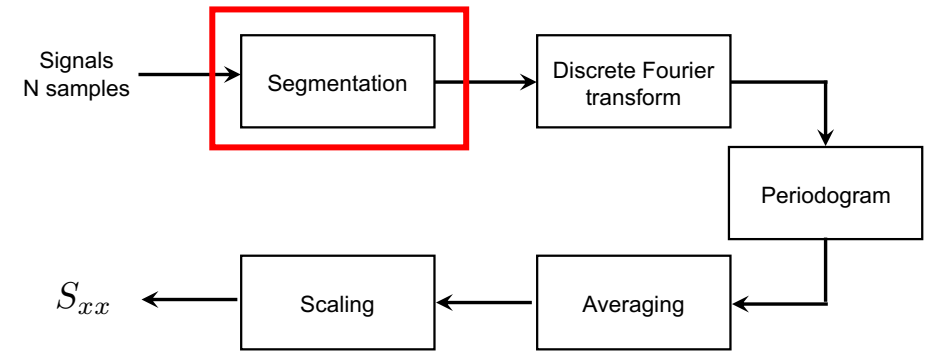 Signals
N samples
Segmentation
Discrete Fourier
transform
Periodogram
Averaging
Scaling
S_{xx}